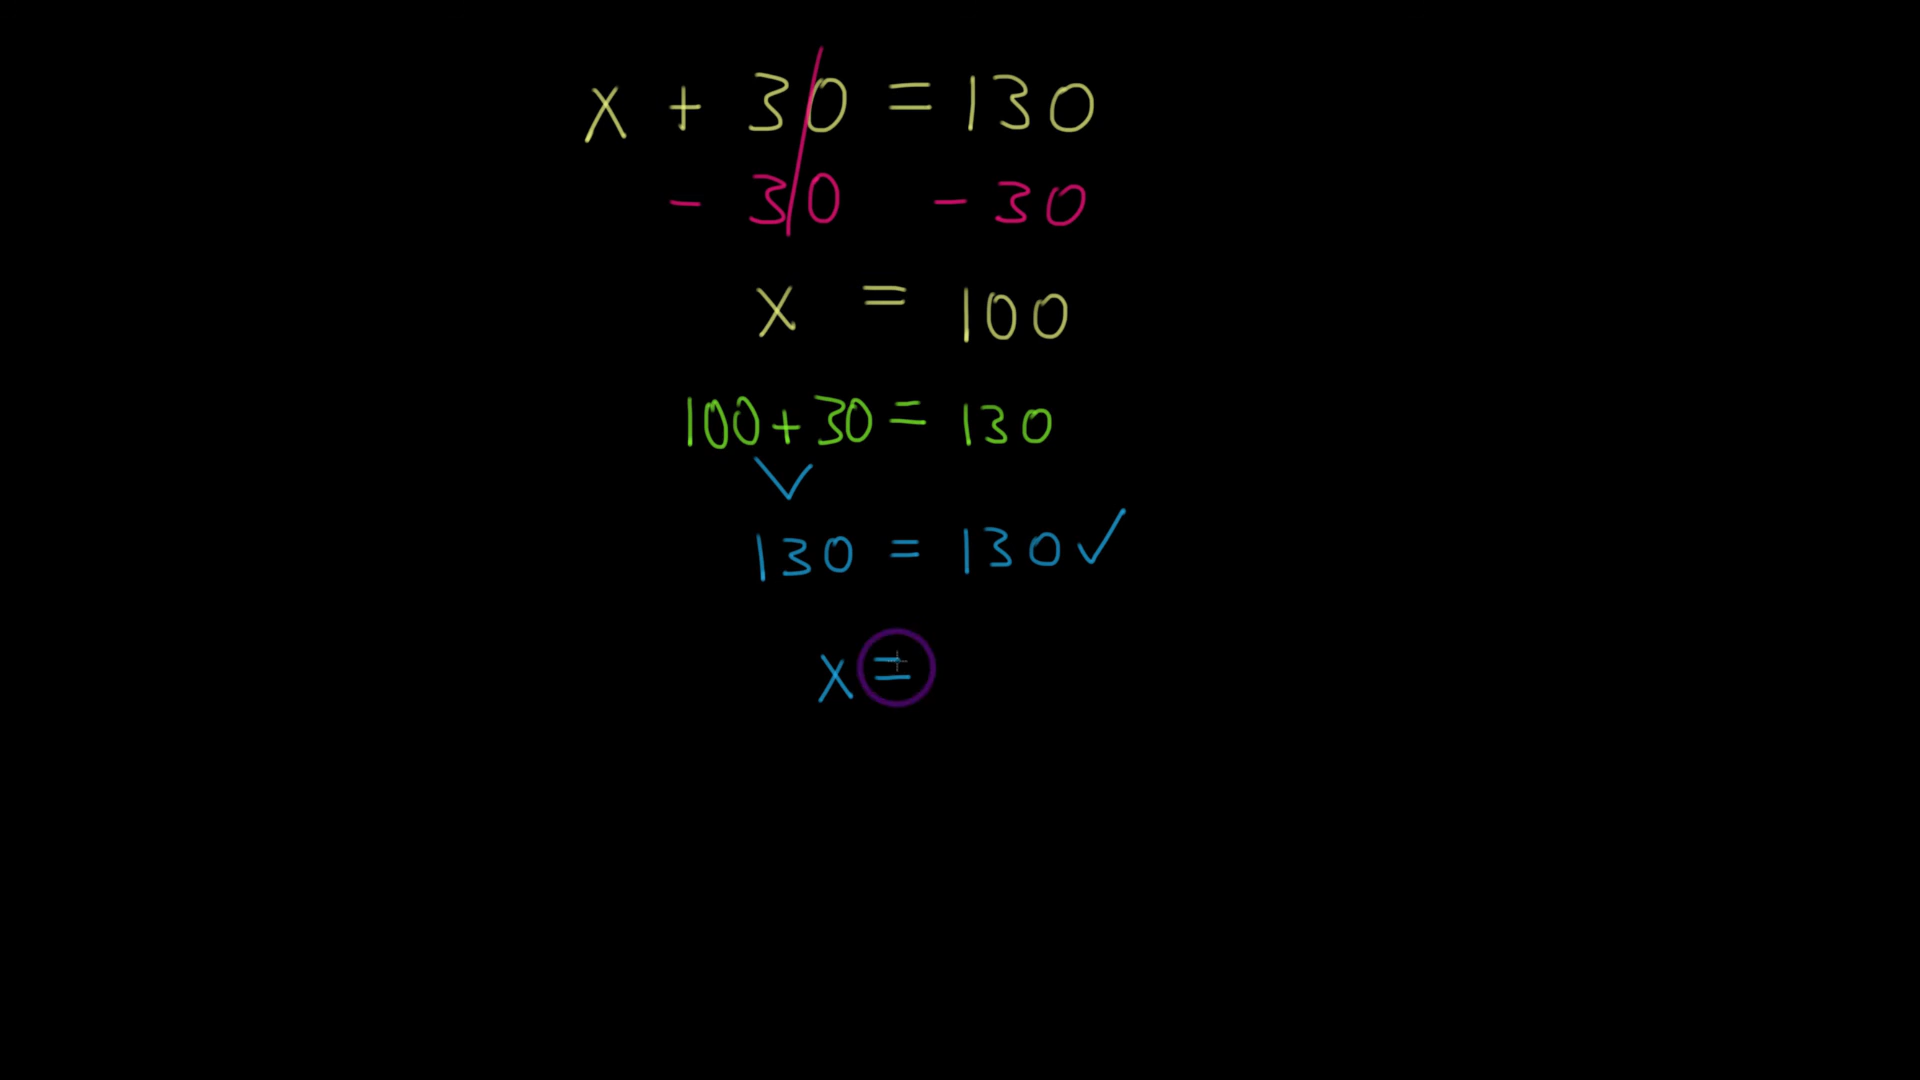 x + 30 = 130
- 30 - 30
x = 100
100 + 30 = 130
130 = 130 ✓
x =